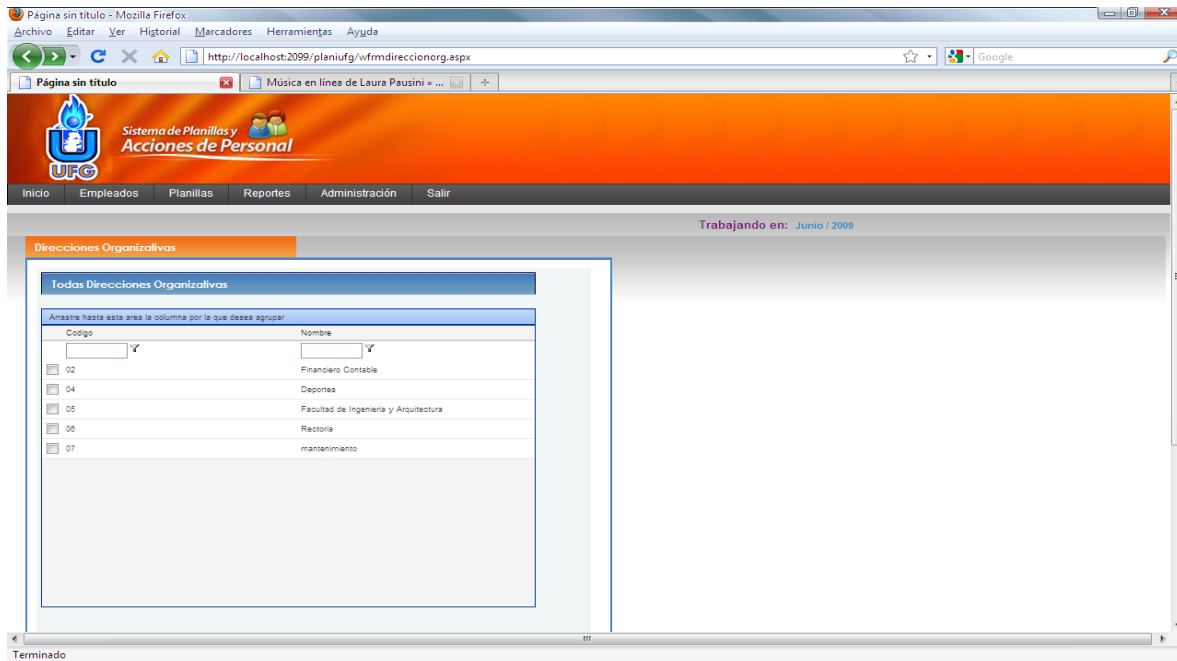 Página sin título - Mozilla Firefox
Archivo Editar Ver Historial Marcadores Herramientas Ayuda
http://localhost:2099/planiufg/wfrmdireccionorg.aspx
Google
Página sin título
Música en línea de Laura Pausini » ...
Sistema de Planillas y
Acciones de Personal
UFG
Inicio Empleados Planillas Reportes Administración Salir
Trabajando en: Junio / 2009
Direcciones Organizativas
Todas Direcciones Organizativas
Arrastre hasta esta area la columna por la que desea agrupar
Codigo Nombre
02 Financiero Contable
04 Deportes
05 Facultad de Ingenieria y Arquitectura
06 Rectoria
07 mantenimiento
Terminado